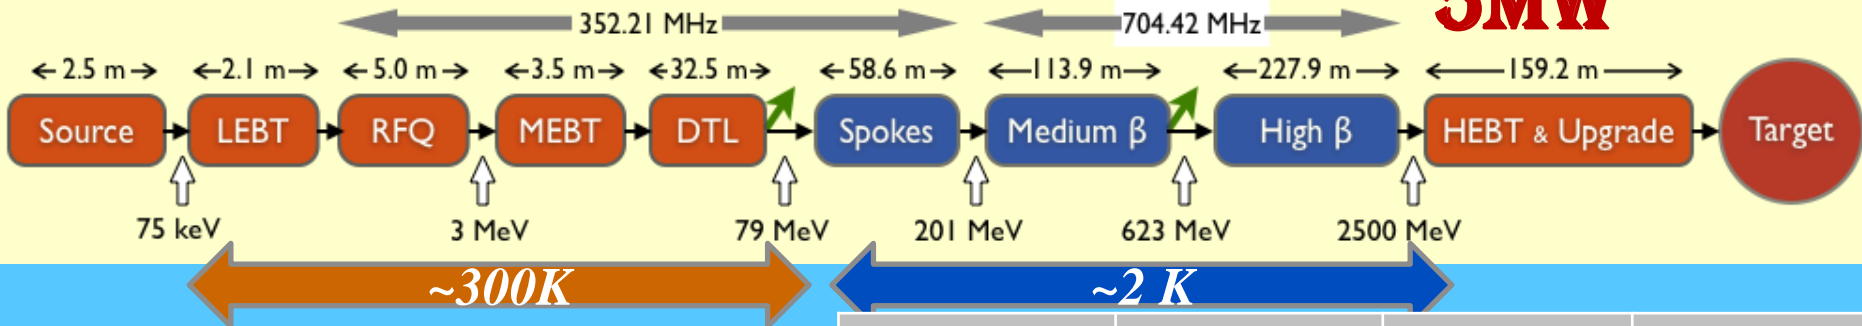 352.21 MHz 704.42 MHz 5MW
2.5 m 2.1 m 5.0 m 3.5 m 32.5 m 58.6 m 113.9 m 227.9 m 159.2 m
Source LEBT RFQ MEBT DTL Spokes Medium β High β HEBT & Upgrade Target
75 keV 3 MeV 79 MeV 201 MeV 623 MeV 2500 MeV
~300K ~2 K